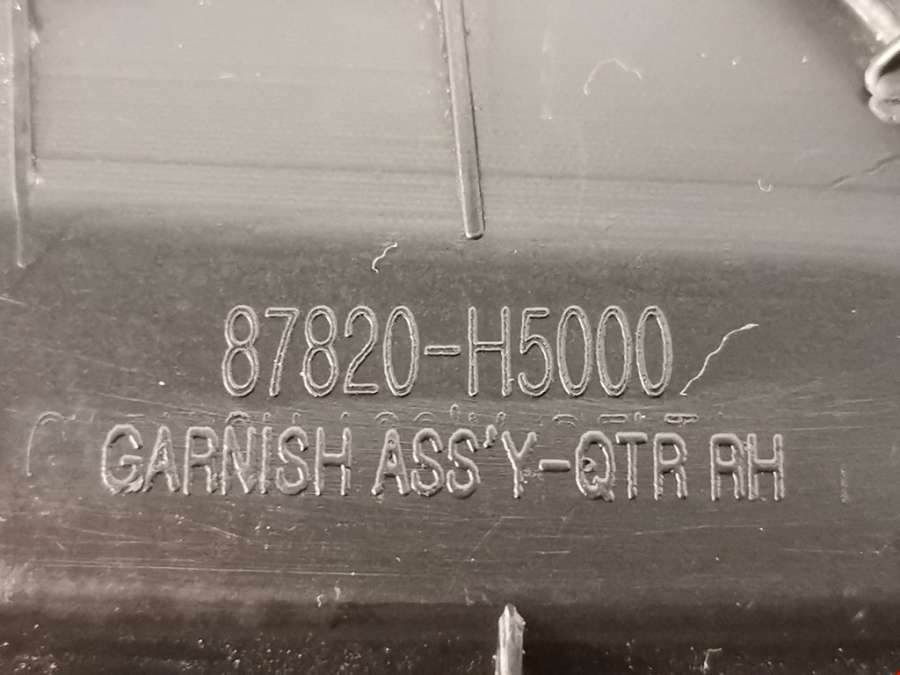 87820-H5000
GARNISH ASS'Y-QTR RH